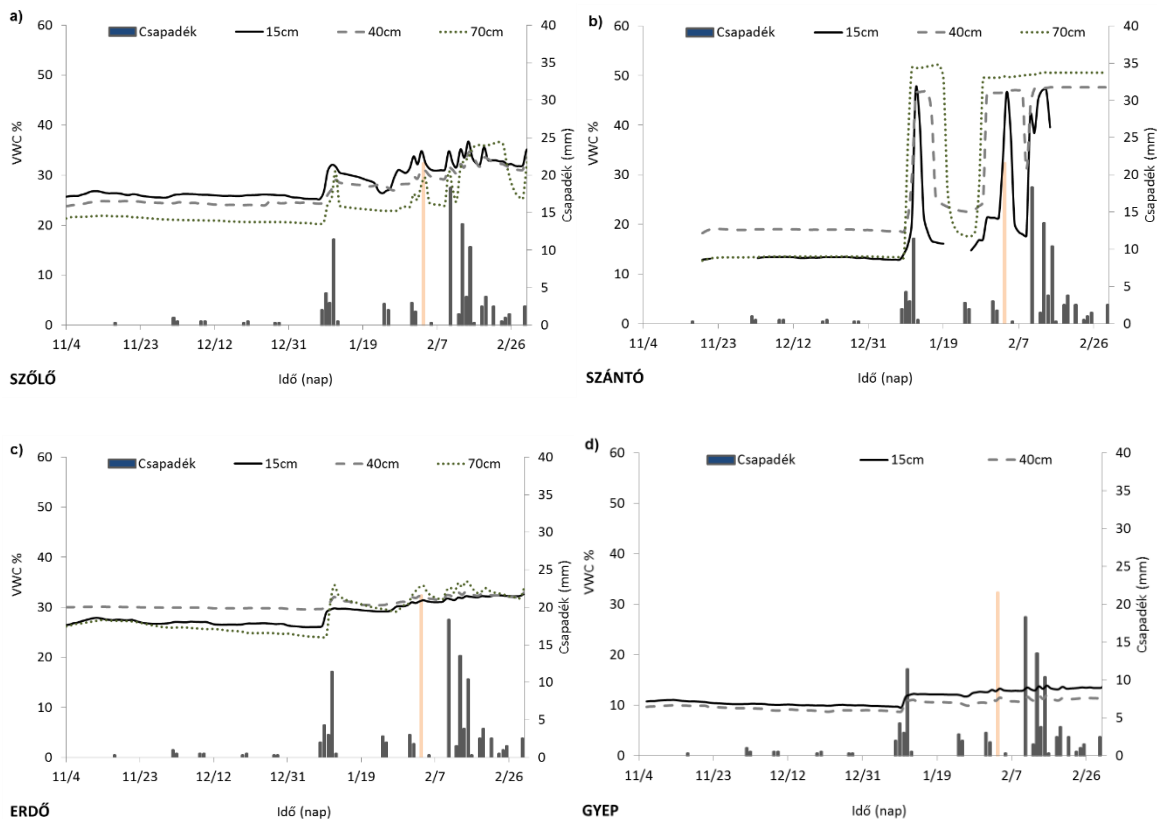 a)
Csapadék 15cm 40cm 70cm
VWC %
60
50
40
30
20
10
0
Csapadék (mm)
40
35
30
25
20
15
10
5
0
11/4 11/23 12/12 12/31 1/19 2/7 2/26
Idő (nap)
SZŐLŐ
b)
Csapadék 15cm 40cm 70cm
VWC %
60
50
40
30
20
10
0
Csapadék (mm)
40
35
30
25
20
15
10
5
0
11/4 11/23 12/12 12/31 1/19 2/7 2/26
Idő (nap)
SZÁNTÓ
c)
Csapadék 15cm 40cm 70cm
VWC %
60
50
40
30
20
10
0
Csapadék (mm)
40
35
30
25
20
15
10
5
0
11/4 11/23 12/12 12/31 1/19 2/7 2/26
Idő (nap)
ERDŐ
d)
Csapadék 15cm 40cm
VWC %
60
50
40
30
20
10
0
Csapadék (mm)
40
35
30
25
20
15
10
5
0
11/4 11/23 12/12 12/31 1/19 2/7 2/26
Idő (nap)
GYEP